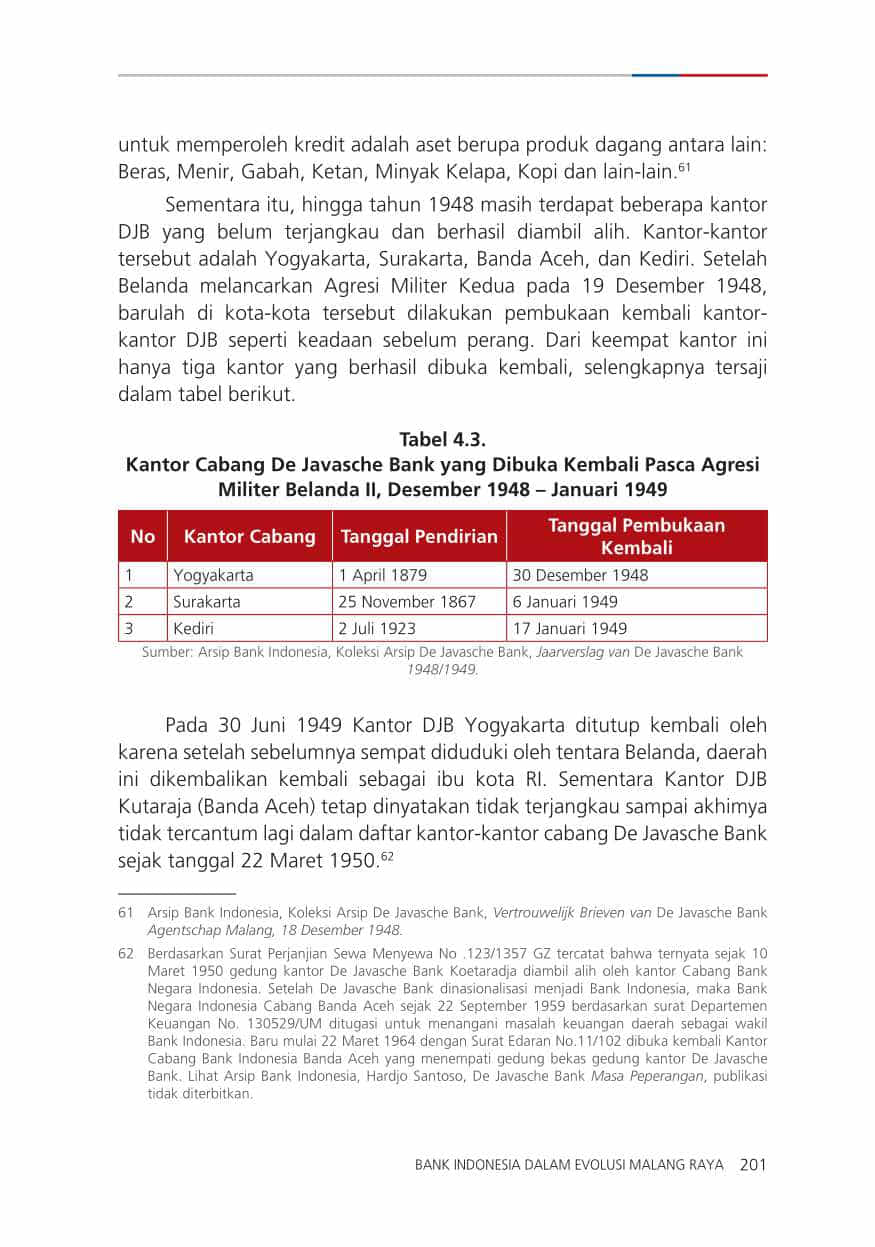 untuk memperoleh kredit adalah aset berupa produk dagang antara lain:
Beras, Menir, Gabah, Ketan, Minyak Kelapa, Kopi dan lain-lain.61
Sementara itu, hingga tahun 1948 masih terdapat beberapa kantor
DJB yang belum terjangkau dan berhasil diambil alih. Kantor-kantor
tersebut adalah Yogyakarta, Surakarta, Banda Aceh, dan Kediri. Setelah
Belanda melancarkan Agresi Militer Kedua pada 19 Desember 1948,
barulah di kota-kota tersebut dilakukan pembukaan kembali kantor-
kantor DJB seperti keadaan sebelum perang. Dari keempat kantor ini
hanya tiga kantor yang berhasil dibuka kembali, selengkapnya tersaji
dalam tabel berikut.
Tabel 4.3.
Kantor Cabang De Javasche Bank yang Dibuka Kembali Pasca Agresi
Militer Belanda II, Desember 1948 – Januari 1949
No Kantor Cabang Tanggal Pendirian Tanggal Pembukaan
Kembali
1 Yogyakarta 1 April 1879 30 Desember 1948
2 Surakarta 25 November 1867 6 Januari 1949
3 Kediri 2 Juli 1923 17 Januari 1949
Sumber: Arsip Bank Indonesia, Koleksi Arsip De Javasche Bank, Jaarverslag van De Javasche Bank
1948/1949.
Pada 30 Juni 1949 Kantor DJB Yogyakarta ditutup kembali oleh
karena setelah sebelumnya sempat diduduki oleh tentara Belanda, daerah
ini dikembalikan kembali sebagai ibu kota RI. Sementara Kantor DJB
Kutaraja (Banda Aceh) tetap dinyatakan tidak terjangkau sampai akhimya
tidak tercantum lagi dalam daftar kantor-kantor cabang De Javasche Bank
sejak tanggal 22 Maret 1950.62
61 Arsip Bank Indonesia, Koleksi Arsip De Javasche Bank, Vertrouwelijk Brieven van De Javasche Bank
Agentschap Malang, 18 Desember 1948.
62 Berdasarkan Surat Perjanjian Sewa Menyewa No .123/1357 GZ tercatat bahwa ternyata sejak 10
Maret 1950 gedung kantor De Javasche Bank Koetaradja diambil alih oleh kantor Cabang Bank
Negara Indonesia. Setelah De Javasche Bank dinasionalisasi menjadi Bank Indonesia, maka Bank
Negara Indonesia Cabang Banda Aceh sejak 22 September 1959 berdasarkan surat Departemen
Keuangan No. 130529/UM ditugasi untuk menangani masalah keuangan daerah sebagai wakil
Bank Indonesia. Baru mulai 22 Maret 1964 dengan Surat Edaran No.11/102 dibuka kembali Kantor
Cabang Bank Indonesia Banda Aceh yang menempati gedung bekas gedung kantor De Javasche
Bank. Lihat Arsip Bank Indonesia, Hardjo Santoso, De Javasche Bank Masa Peperangan, publikasi
tidak diterbitkan.
BANK INDONESIA DALAM EVOLUSI MALANG RAYA 201